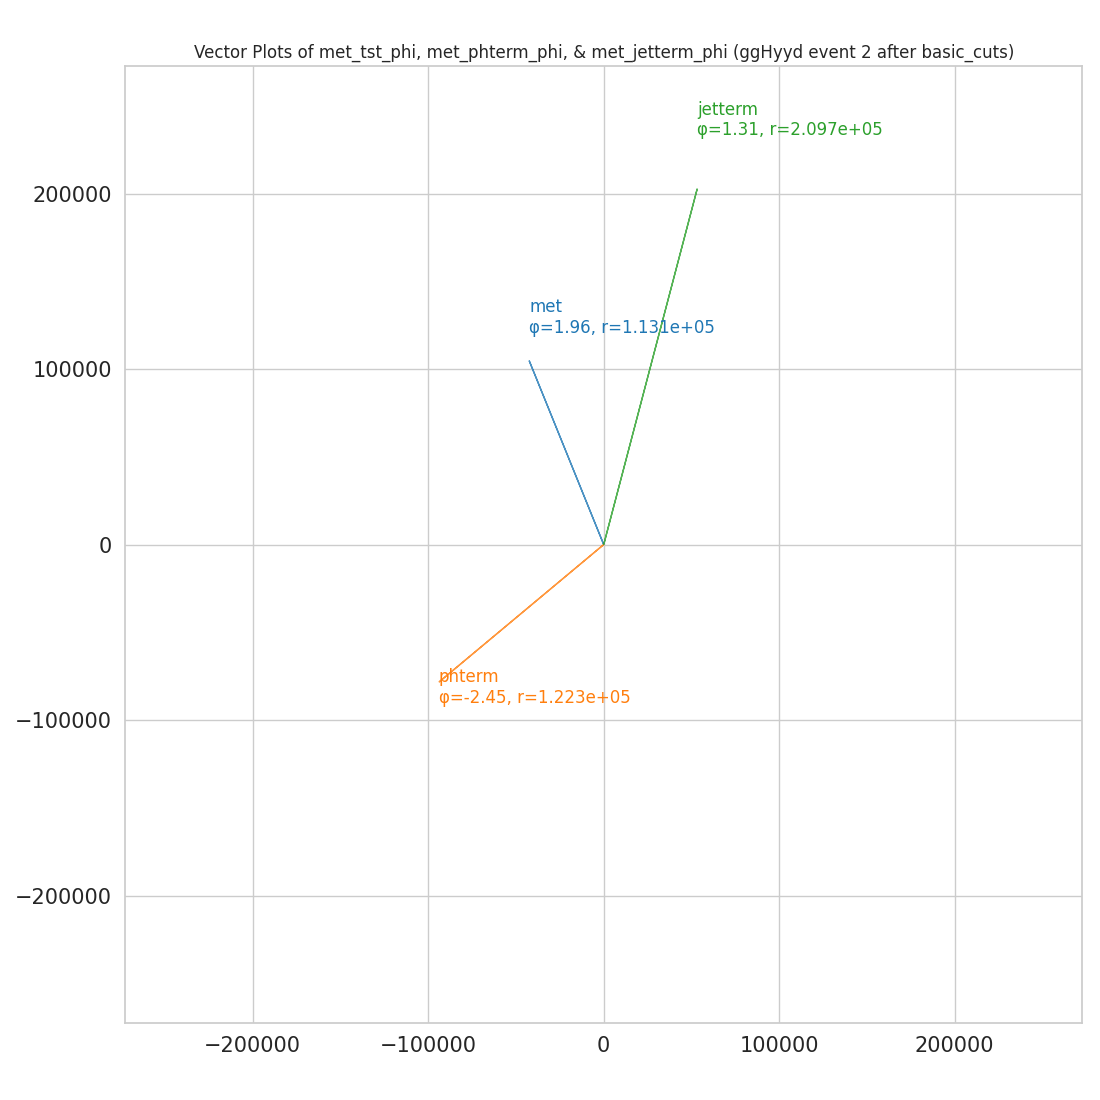 Vector Plots of met_tst_phi, met_phterm_phi, & met_jetterm_phi (ggHyyd event 2 after basic_cuts)
jetterm
φ=1.31, r=2.097e+05
200000
met
φ=1.96, r=1.131e+05
100000
0
phterm
φ=-2.45, r=1.223e+05
−100000
−200000
−200000 −100000 0 100000 200000